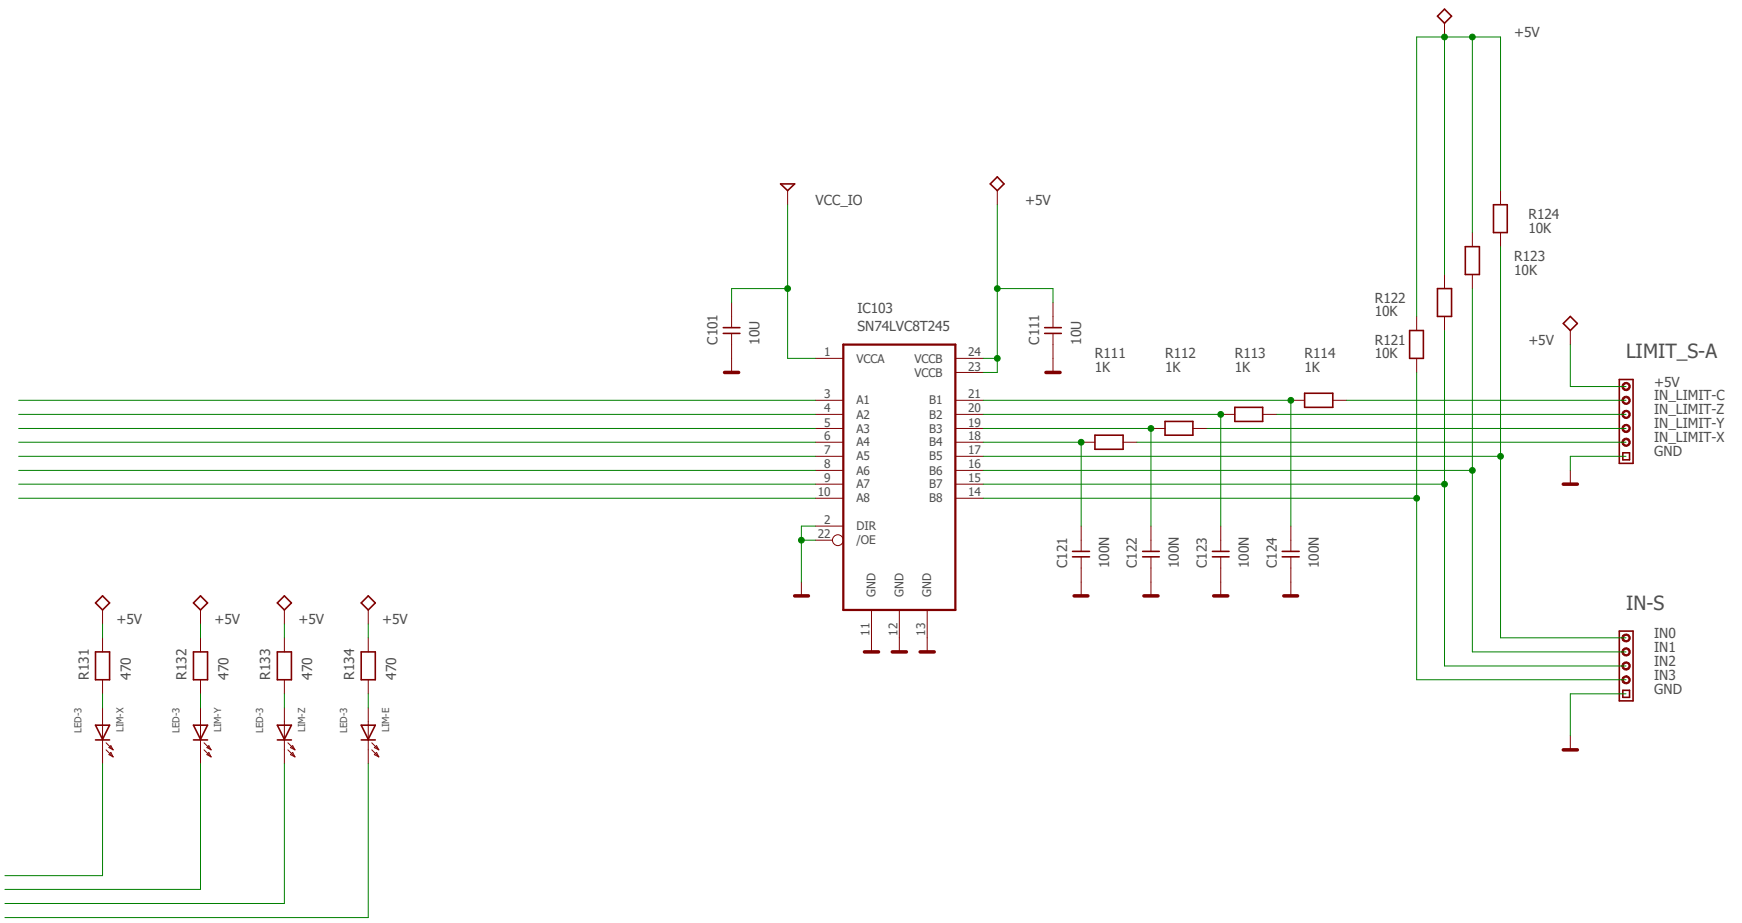 +5V
VCC_IO
+5V
R124
10K
R123
10K
R122
10K
R121
10K
C101
10U
IC103
SN74LVC8T245
C111
10U
R111
1K
R112
1K
R113
1K
R114
1K
+5V
LIMIT_S-A
+5V
IN_LIMIT-C
IN_LIMIT-Z
IN_LIMIT-Y
IN_LIMIT-X
GND
1 VCCA
VCCB 24
VCCB 23
3 A1 B1 21
4 A2 B2 20
5 A3 B3 19
6 A4 B4 18
7 A5 B5 17
8 A6 B6 16
9 A7 B7 15
10 A8 B8 14
2 DIR
22 /OE
GND GND GND
11 12 13
C121
100N
C122
100N
C123
100N
C124
100N
IN-S
IN0
IN1
IN2
IN3
GND
+5V
+5V
+5V
+5V
R131
470
R132
470
R133
470
R134
470
LED-3
LIM-X
LED-3
LIM-Y
LED-3
LIM-Z
LED-3
LIM-E